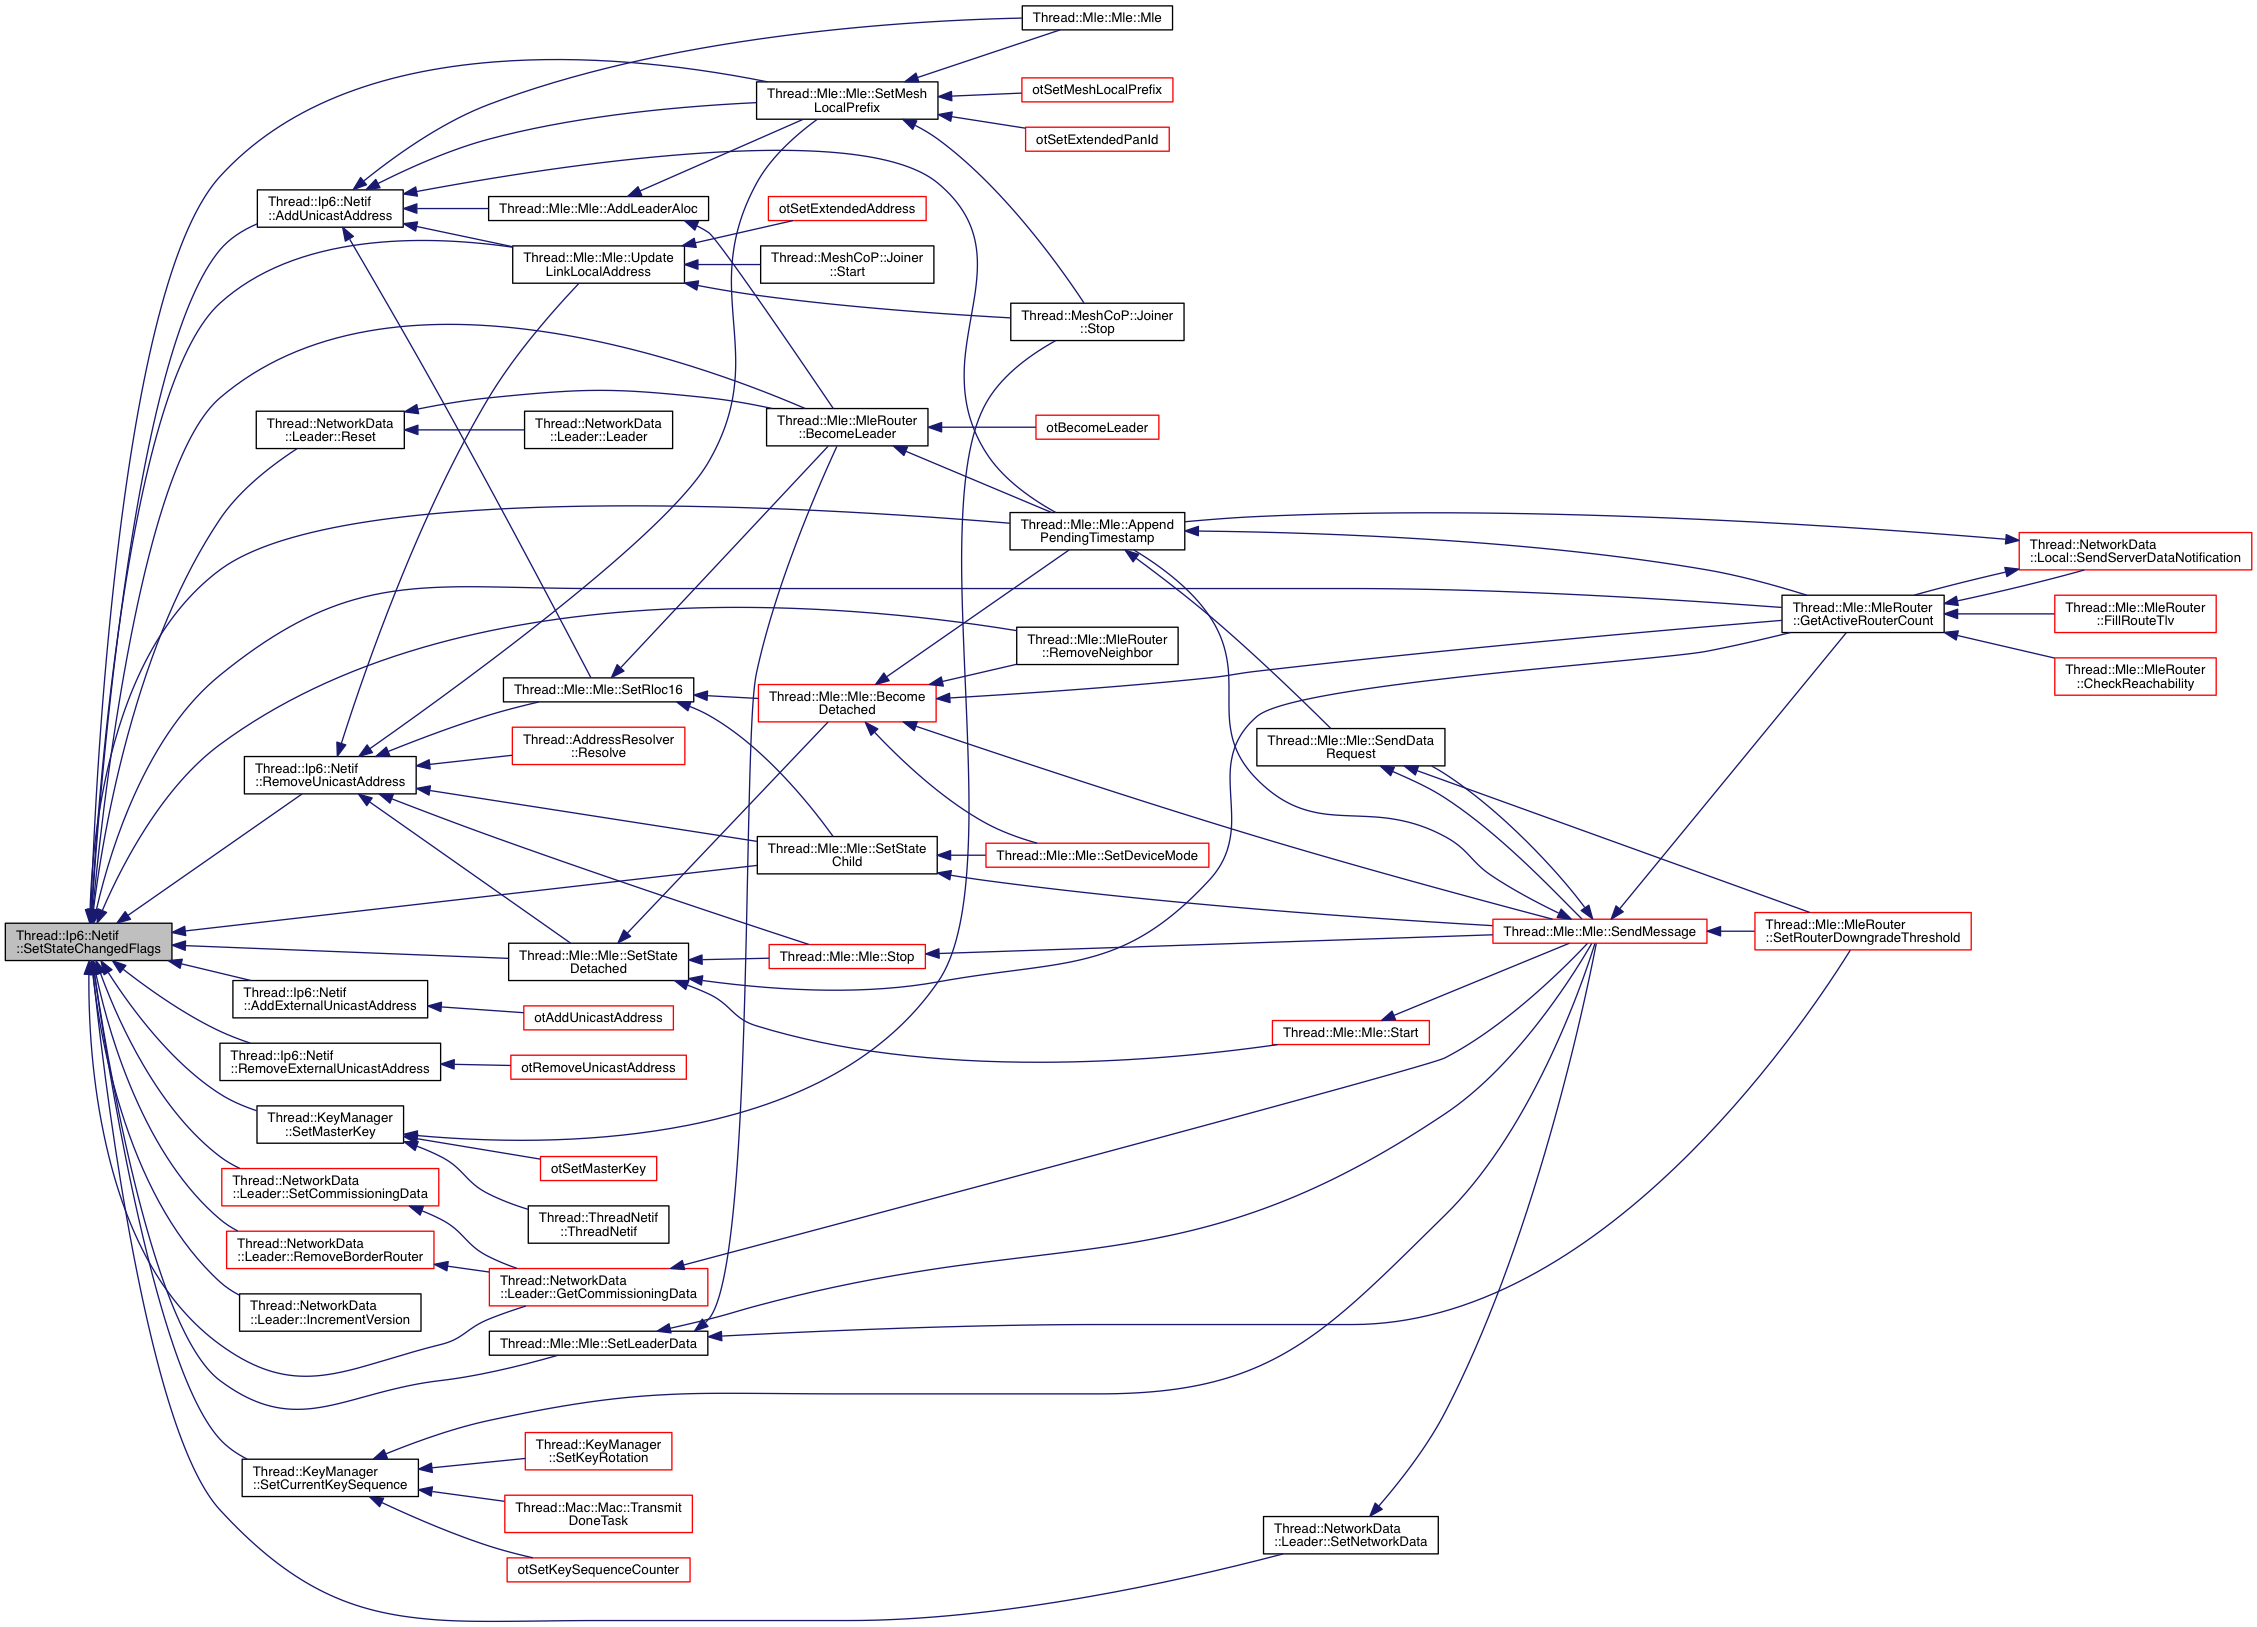 Thread::Mle::Mle::Mle
Thread::Mle::Mle::SetMesh
LocalPrefix
otSetMeshLocalPrefix
otSetExtendedPanId
Thread::Ip6::Netif
::AddUnicastAddress
Thread::Mle::Mle::AddLeaderAloc
otSetExtendedAddress
Thread::Mle::Mle::Update
LinkLocalAddress
Thread::MeshCoP::Joiner
::Start
Thread::MeshCoP::Joiner
::Stop
Thread::NetworkData
::Leader::Reset
Thread::NetworkData
::Leader::Leader
Thread::Mle::MleRouter
::BecomeLeader
otBecomeLeader
Thread::Mle::Mle::Append
PendingTimestamp
Thread::NetworkData
::Local::SendServerDataNotification
Thread::Mle::MleRouter
::GetActiveRouterCount
Thread::Mle::MleRouter
::FillRouteTlv
Thread::Mle::MleRouter
::RemoveNeighbor
Thread::Mle::MleRouter
::CheckReachability
Thread::Mle::Mle::SetRloc16
Thread::Mle::Mle::Become
Detached
Thread::AddressResolver
::Resolve
Thread::Mle::Mle::SendData
Request
Thread::Ip6::Netif
::RemoveUnicastAddress
Thread::Mle::Mle::SetState
Child
Thread::Mle::Mle::SetDeviceMode
Thread::Ip6::Netif
::SetStateChangedFlags
Thread::Mle::Mle::SendMessage
Thread::Mle::MleRouter
::SetRouterDowngradeThreshold
Thread::Mle::Mle::SetState
Detached
Thread::Mle::Mle::Stop
Thread::Ip6::Netif
::AddExternalUnicastAddress
otAddUnicastAddress
Thread::Mle::Mle::Start
Thread::Ip6::Netif
::RemoveExternalUnicastAddress
otRemoveUnicastAddress
Thread::KeyManager
::SetMasterKey
otSetMasterKey
Thread::NetworkData
::Leader::SetCommissioningData
Thread::ThreadNetif
::ThreadNetif
Thread::NetworkData
::Leader::RemoveBorderRouter
Thread::NetworkData
::Leader::GetCommissioningData
Thread::NetworkData
::Leader::IncrementVersion
Thread::Mle::Mle::SetLeaderData
Thread::KeyManager
::SetKeyRotation
Thread::KeyManager
::SetCurrentKeySequence
Thread::Mac::Mac::Transmit
DoneTask
Thread::NetworkData
::Leader::SetNetworkData
otSetKeySequenceCounter